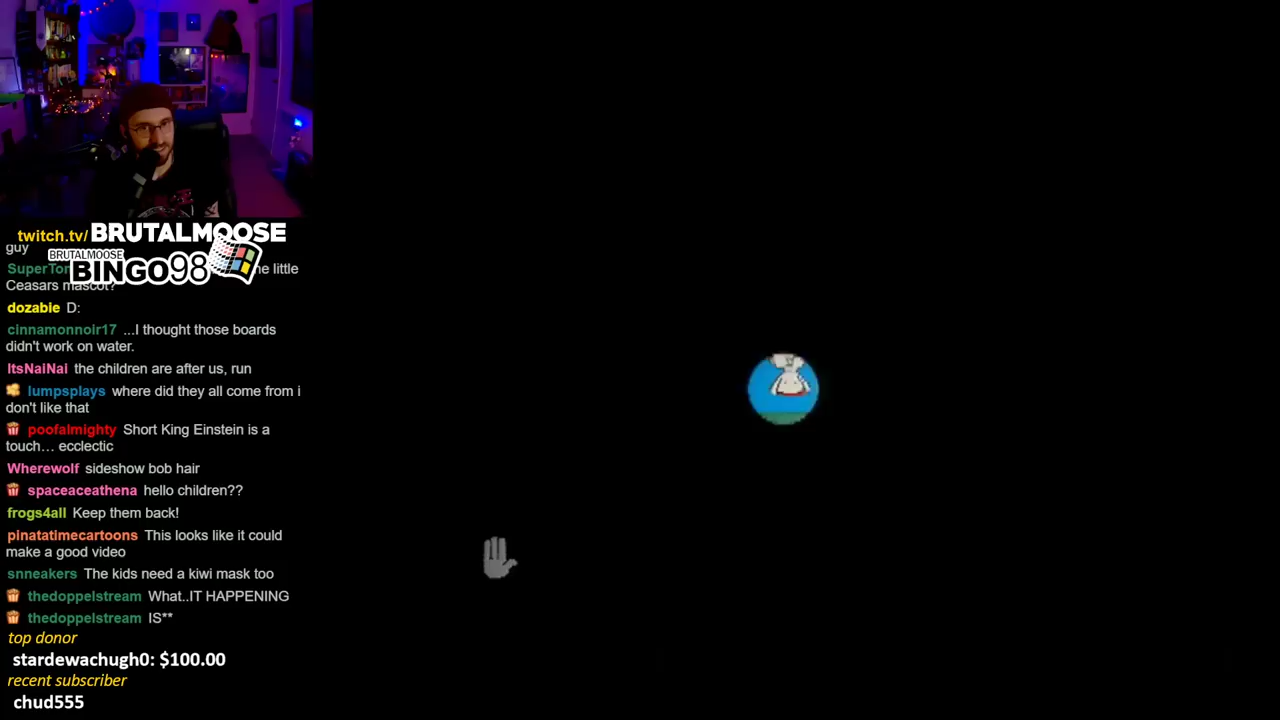 twitch.tv/BRUTALMOOSE
guy
BRUTALMOOSE
BINGO98
SuperTo
he little
Ceasars mascot?
dozable D:
cinnamonnoir17 ...I thought those boards
didn't work on water.
ItsNaiNai the children are after us, run
lumpsplays where did they all come from i
don't like that
poofalmighty Short King Einstein is a
touch… ecclectic
Wherewolf sideshow bob hair
spaceaceathena hello children??
frogs4all Keep them back!
pinatatimecartoons This looks like it could
make a good video
snneakers The kids need a kiwi mask too
thedoppelstream What..IT HAPPENING
thedoppelstream IS**
top donor
stardewachugh0: $100.00
recent subscriber
chud555